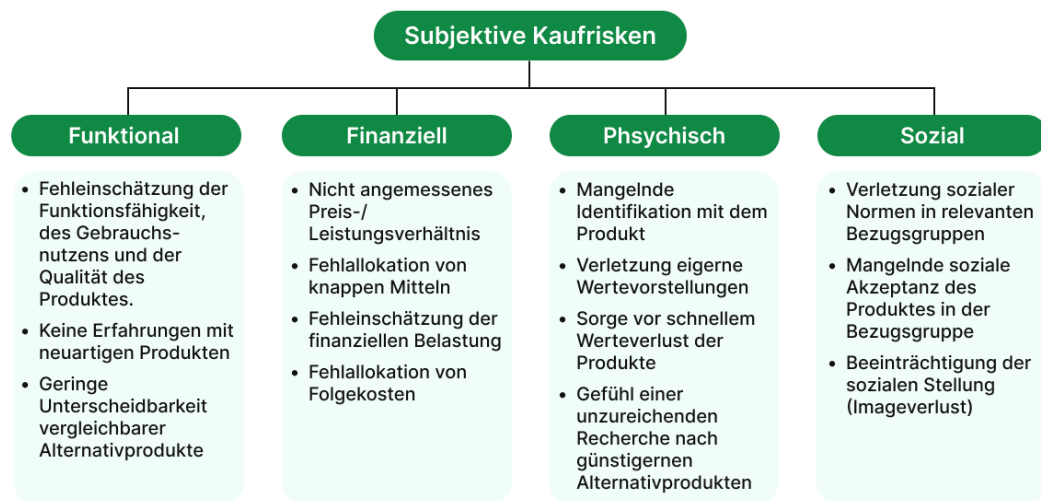 Subjektive Kaufrisken
Funktional
• Fehleinschätzung der
Funktionsfähigkeit,
des Gebrauchs-
nutzens und der
Qualität des
Produktes.
• Keine Erfahrungen mit
neuartigen Produkten
• Geringe
Unterscheidbarkeit
vergleichbarer
Alternativprodukte
Finanziell
• Nicht angemessenes
Preis-/
Leistungsverhältnis
• Fehlallokation von
knappen Mitteln
• Fehleinschätzung der
finanziellen Belastung
• Fehlallokation von
Folgekosten
Phsychisch
• Mangelnde
Identifikation mit dem
Produkt
• Verletzung eigerne
Wertevorstellungen
• Sorge vor schnellem
Werteverlust der
Produkte
• Gefühl einer
unzureichenden
Recherche nach
günstigernen
Alternativprodukten
Sozial
• Verletzung sozialer
Normen in relevanten
Bezugsgruppen
• Mangelnde soziale
Akzeptanz des
Produktes in der
Bezugsgruppe
• Beeinträchtigung der
sozialen Stellung
(Imageverlust)